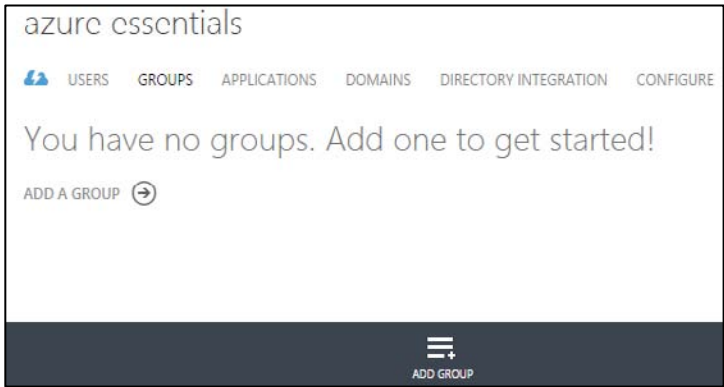 azure essentials
USERS GROUPS APPLICATIONS DOMAINS DIRECTORY INTEGRATION CONFIGURE
You have no groups. Add one to get started!
ADD A GROUP
ADD GROUP